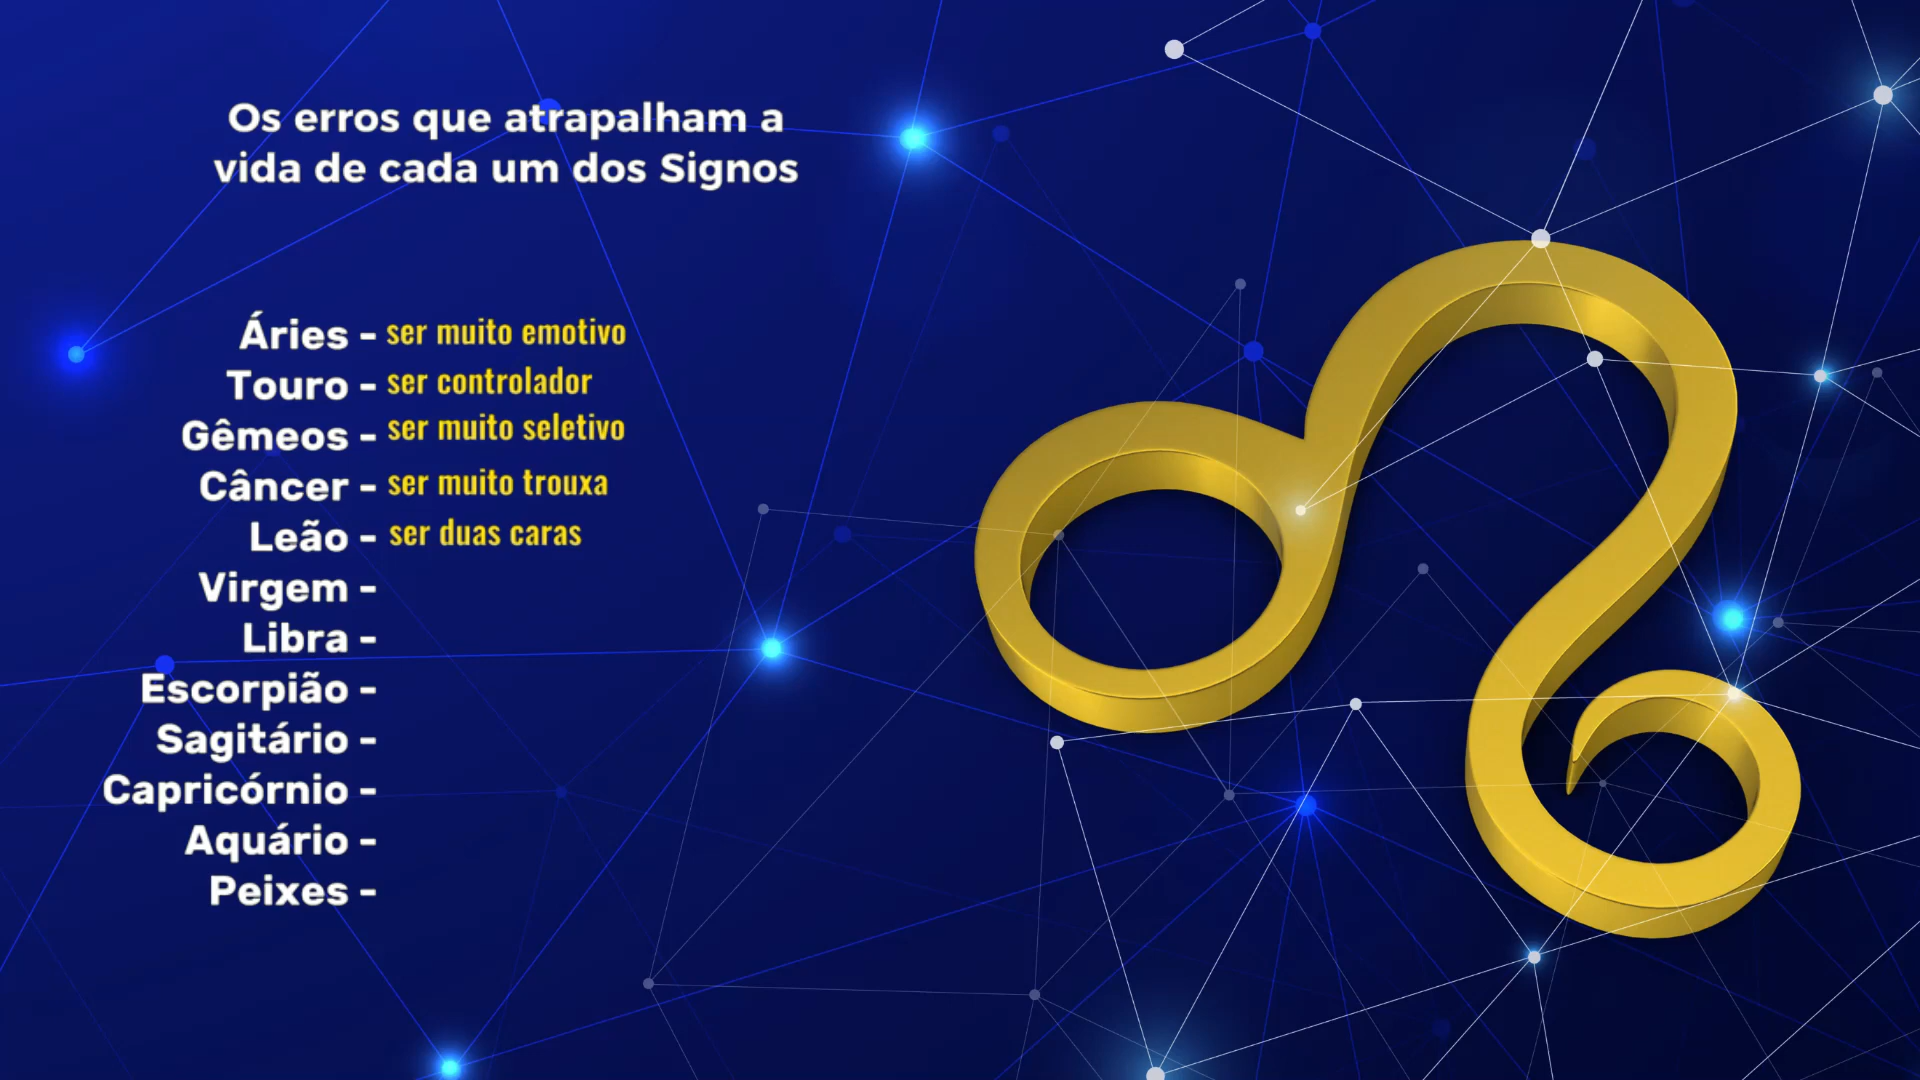 Os erros que atrapalham a
vida de cada um dos Signos
Áries - ser muito emotivo
Touro - ser controlador
Gêmeos - ser muito seletivo
Câncer - ser muito trouxa
Leão - ser duas caras
Virgem -
Libra -
Escorpião -
Sagitário -
Capricórnio -
Aquário -
Peixes -